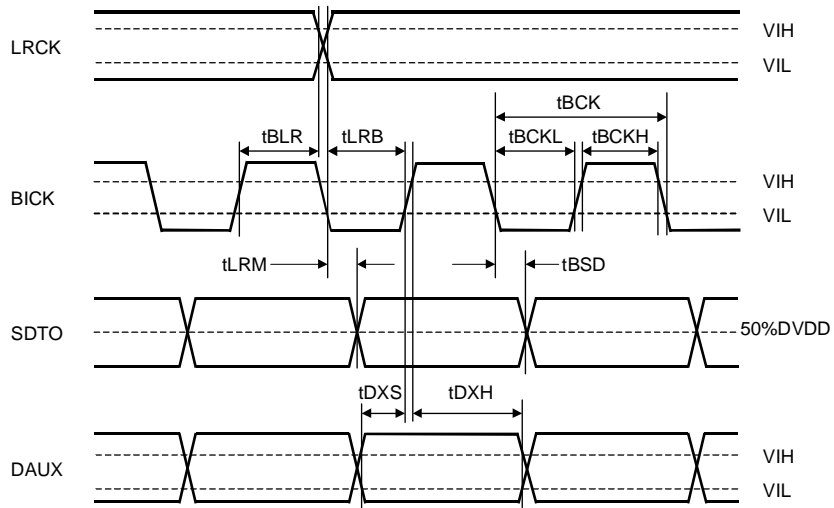 LRCK
VIH
VIL
tBCK
tBLR
tLRB
tBCKL
tBCKH
BICK
VIH
VIL
tLRM
tBSD
SDTO
50%DVDD
tDXS
tDXH
DAUX
VIH
VIL